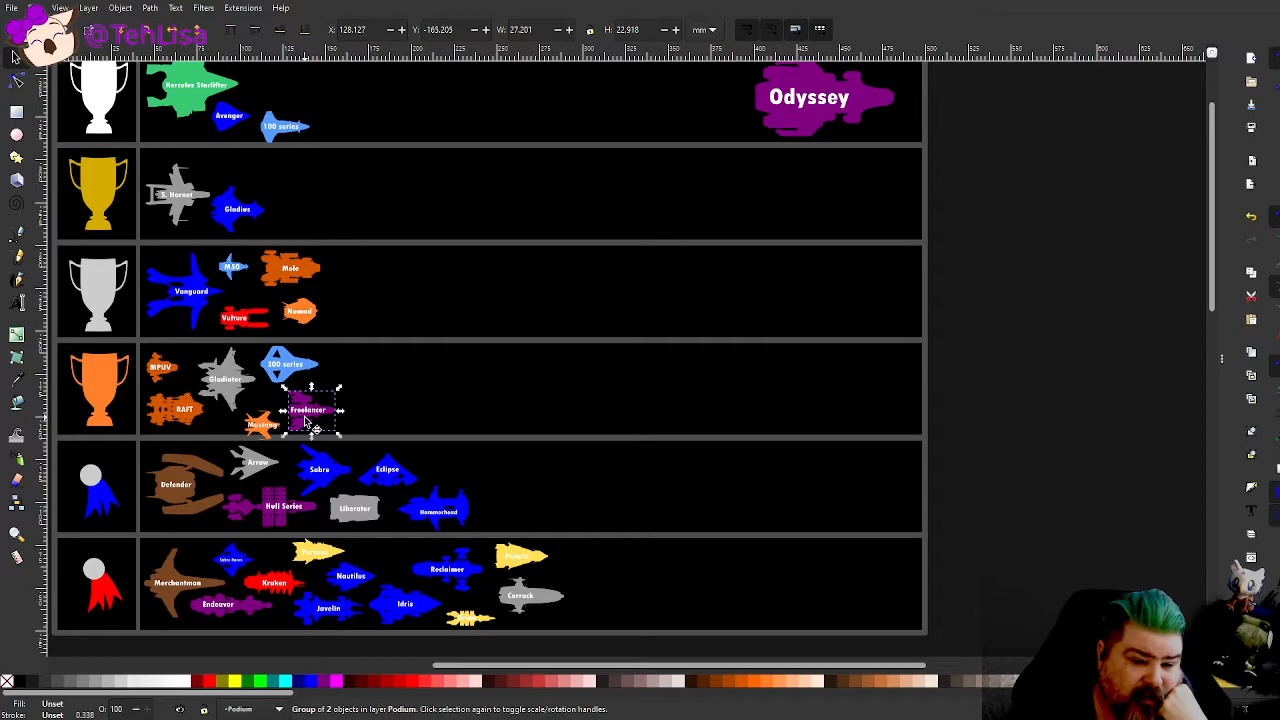 File Edit View Layer Object Path Text Filters Extensions Help
@TehLisa
X: 128.127
Y: -165.205
W: 27.201
H: 22.918
mm
Hercules Starlifter
Odyssey
Avenger
100 series
S. Hornet
Gladius
M50
Mole
Vanguard
Nomad
Vulture
MPUV
300 series
Gladiator
RAFT
Freelancer
Mustang
Arrow
Sabre
Eclipse
Defender
Hull Series
Liberator
Hammerhead
Perseus
Polaris
Merchantman
Kraken
Nautilus
Reclaimer
Carrack
Endeavor
Javelin
Idris
Fill: Unset
Stroke: Unset 0.338
O: 100
Podium
Group of 2 objects in layer Podium. Click selection again to toggle scale/rotation handles.